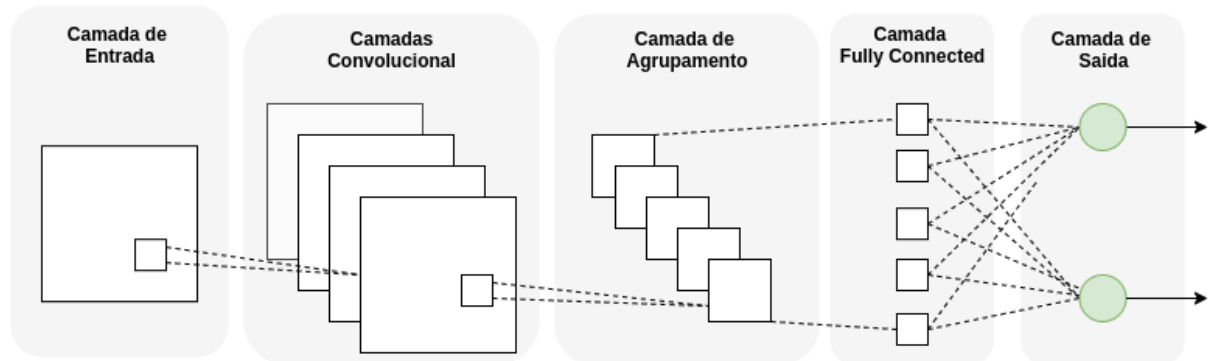 Camada de
Entrada
Camadas
Convolucional
Camada de
Agrupamento
Camada
Fully Connected
Camada de
Saida